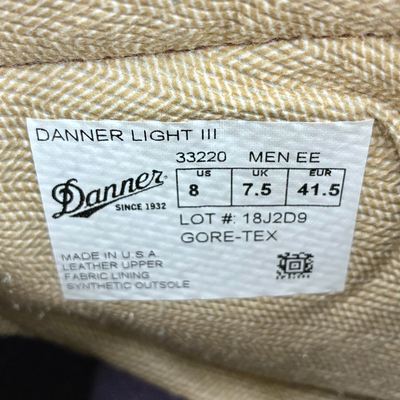 DANNER LIGHT III
33220 MEN EE
Danner
SINCE 1932
US UK EUR
8 7.5 41.5
LOT #: 18J2D9
GORE-TEX
MADE IN U.S.A
LEATHER UPPER
FABRIC LINING
SYNTHETIC OUTSOLE